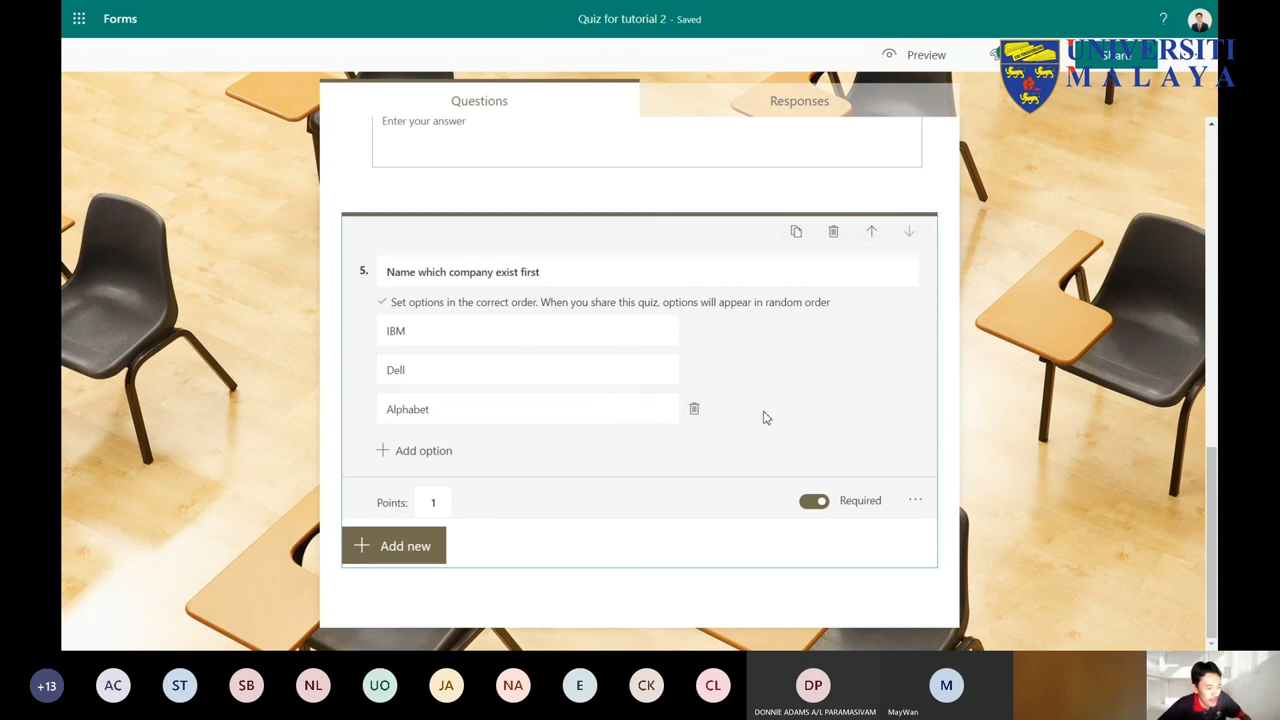 Forms
Quiz for tutorial 2 - Saved
?
Preview
Share
UNIVERSITI
MALAYA
Questions
Responses
Enter your answer
5.
Name which company exist first
Set options in the correct order. When you share this quiz, options will appear in random order
IBM
Dell
Alphabet
Add option
Points: 1
Required
Add new
+13
AC
ST
SB
NL
UO
JA
NA
E
CK
CL
DP
M
DONNIE ADAMS A/L PARAMASIVAM
MayWan